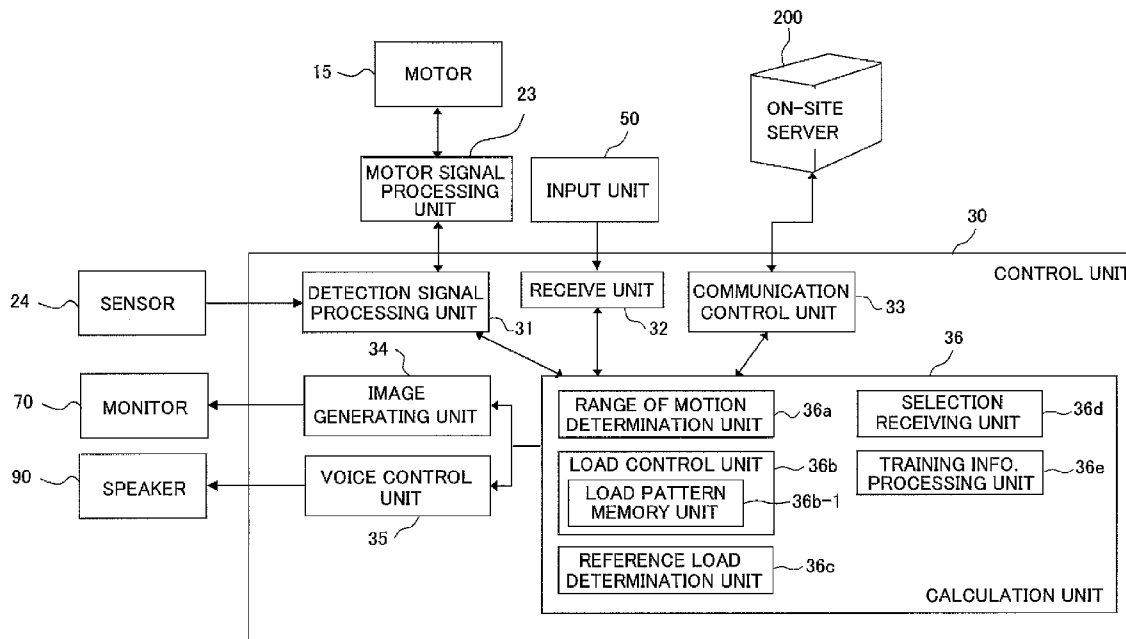 200
15
MOTOR
23
50
ON-SITE
SERVER
MOTOR SIGNAL
PROCESSING
UNIT
INPUT UNIT
30
CONTROL UNIT
24
SENSOR
DETECTION SIGNAL
PROCESSING UNIT
31
RECEIVE UNIT
32
COMMUNICATION
CONTROL UNIT
33
34
36
70
MONITOR
IMAGE
GENERATING UNIT
RANGE OF MOTION
DETERMINATION UNIT
36a
SELECTION
RECEIVING UNIT
36d
90
SPEAKER
VOICE CONTROL
UNIT
35
LOAD CONTROL UNIT
36b
LOAD PATTERN
MEMORY UNIT
36b-1
TRAINING INFO.
PROCESSING UNIT
36e
REFERENCE LOAD
DETERMINATION UNIT
36c
CALCULATION UNIT